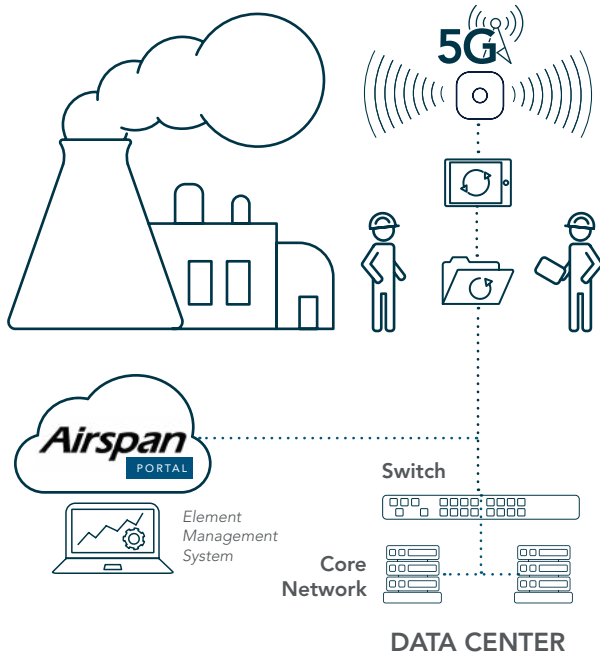 5G
Airspan
PORTAL
Switch
Element
Management
System
Core
Network
DATA CENTER